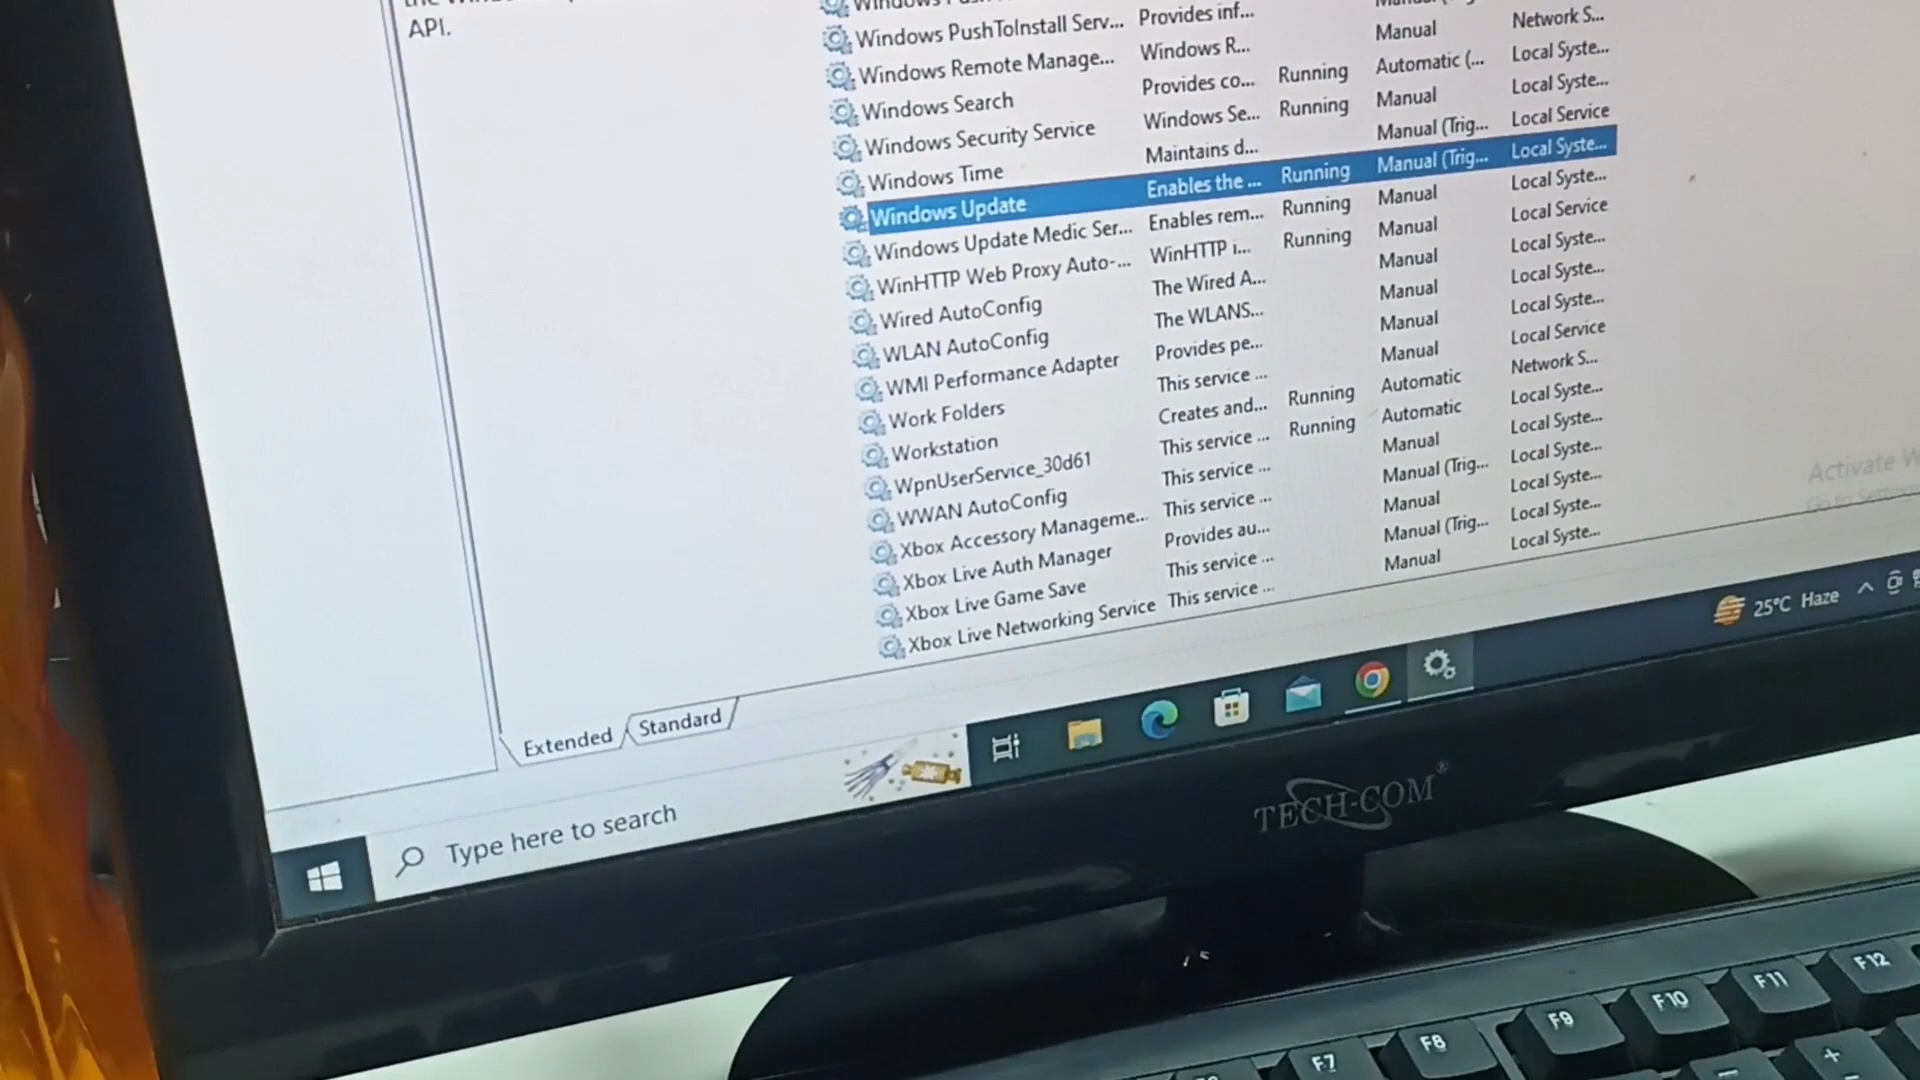 API.
Windows PushToInstall Serv... Provides inf...
Windows Remote Manage... Windows R... Manual Network S...
Windows Search Provides co... Running Automatic (... Local Syste...
Windows Security Service Windows Se... Running Manual Local Syste...
Windows Time Maintains d... Manual (Trig... Local Service
Windows Update Enables the ... Running Manual (Trig... Local Syste...
Windows Update Medic Ser... Enables rem... Running Manual Local Syste...
WinHTTP Web Proxy Auto-... WinHTTP i... Running Manual Local Service
Wired AutoConfig The Wired A... Manual Local Syste...
WLAN AutoConfig The WLANS... Manual Local Syste...
WMI Performance Adapter Provides pe... Manual Local Syste...
Work Folders This service ... Manual Local Service
Workstation Creates and... Running Automatic Network S...
WpnUserService_30d61 This service ... Running Automatic Local Syste...
WWAN AutoConfig This service ... Manual Local Syste...
Xbox Accessory Manageme... This service ... Manual (Trig... Local Syste...
Xbox Live Auth Manager Provides au... Manual Local Syste...
Xbox Live Game Save This service ... Manual (Trig... Local Syste...
Xbox Live Networking Service This service ... Manual Local Syste...
Activate W
Extended Standard
25°C Haze
Type here to search
TECH-COM®
F7 F8 F9 F10 F11 F12